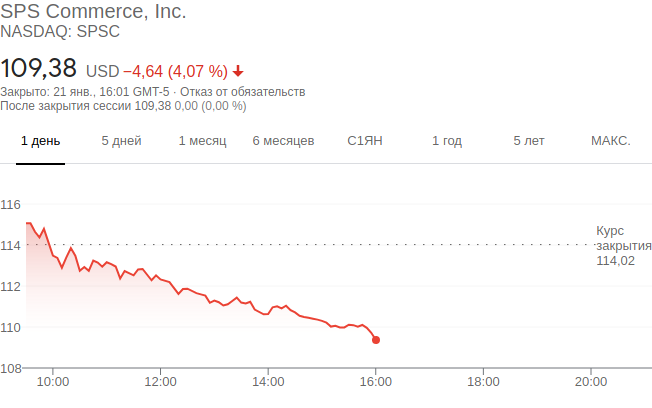 SPS Commerce, Inc.
NASDAQ: SPSC
109,38 USD −4,64 (4,07 %)
Закрыто: 21 янв., 16:01 GMT-5 · Отказ от обязательств
После закрытия сессии 109,38 0,00 (0,00 %)
1 день 5 дней 1 месяц 6 месяцев С1ЯН 1 год 5 лет МАКС.
116
Курс
114 закрытия
114,02
112
110
108
10:00 12:00 14:00 16:00 18:00 20:00